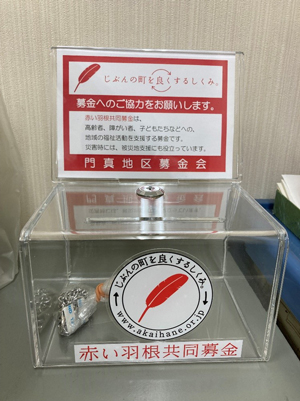 じぶんの町を良くするしくみ。
募金へのご協力をお願いします。
赤い羽根共同募金は、
高齢者、障がい者、子どもたちなどへの、
地域の福祉活動を支援する募金です。
災害時には、被災地支援にも役立っています。
門真地区募金会
じぶんの町を良くするしくみ。
www.akaihane.or.jp
赤い羽根共同募金